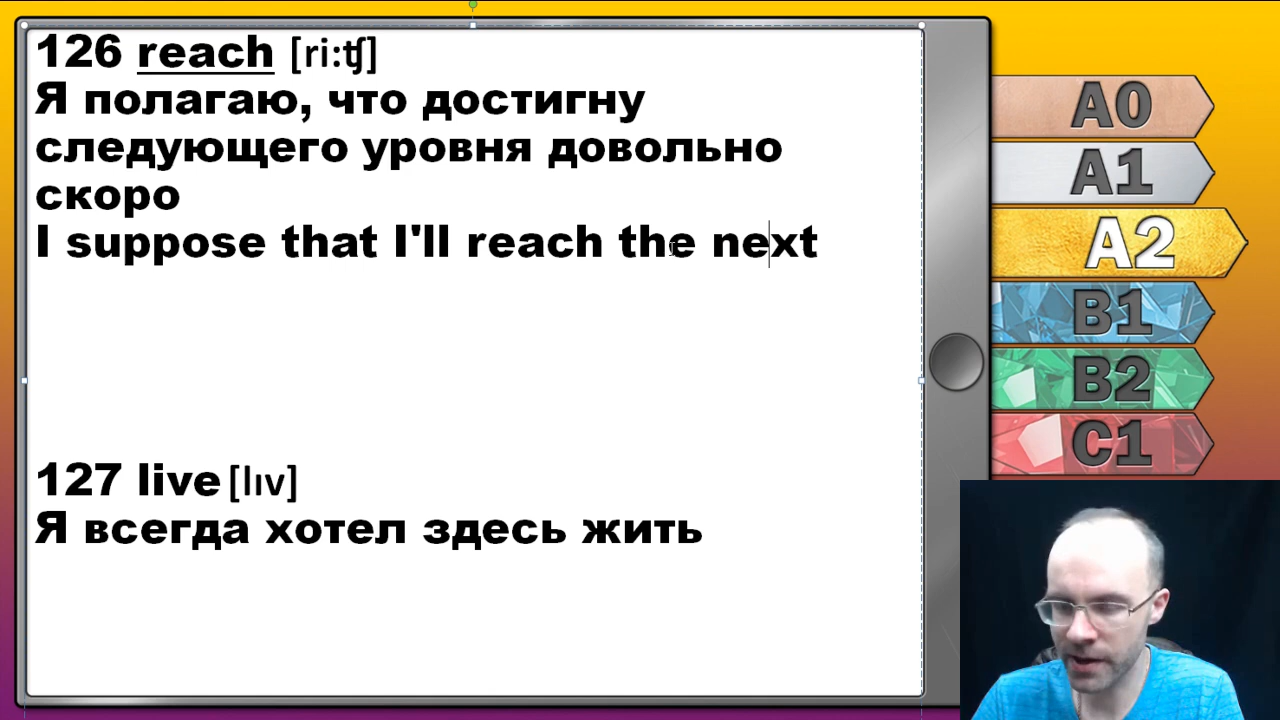 126 reach [ri:ʧ]
Я полагаю, что достигну
следующего уровня довольно
скоро
I suppose that I'll reach the next
127 live [lɪv]
Я всегда хотел здесь жить
A0
A1
A2
B1
B2
C1